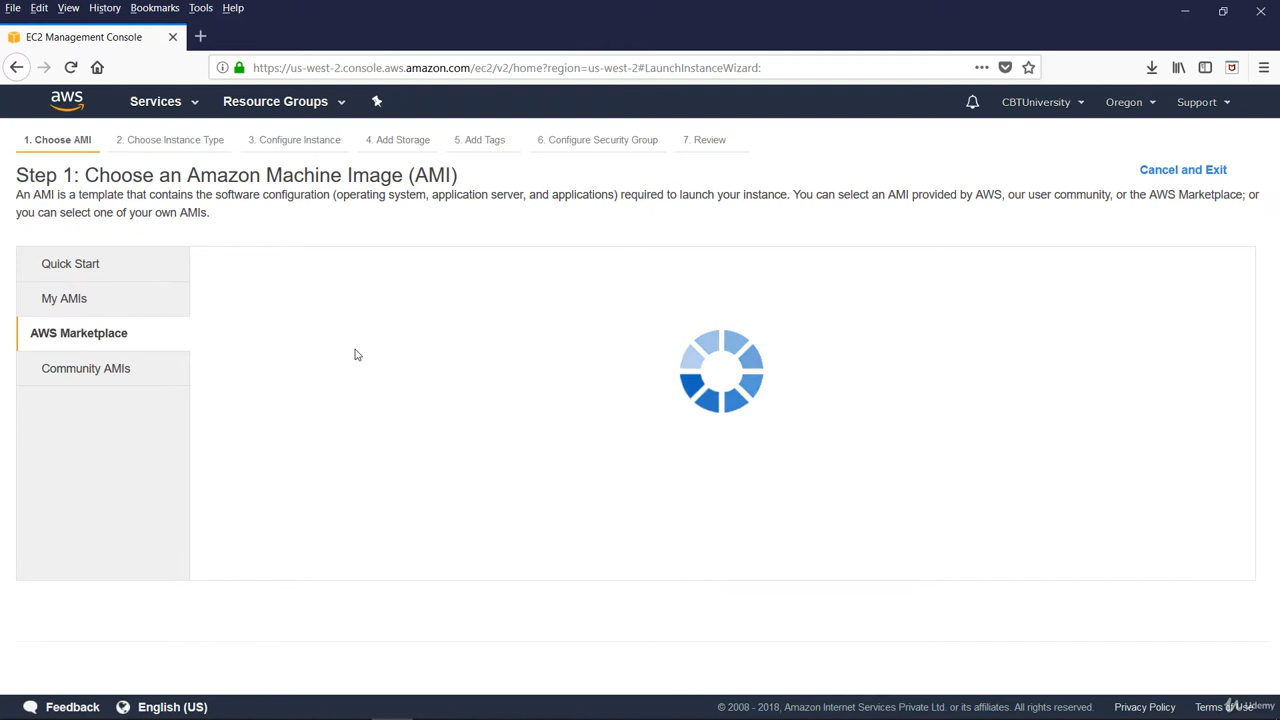 File Edit View History Bookmarks Tools Help
EC2 Management Console
https://us-west-2.console.aws.amazon.com/ec2/v2/home?region=us-west-2#LaunchInstanceWizard:
aws Services Resource Groups CBTUniversity Oregon Support
1. Choose AMI 2. Choose Instance Type 3. Configure Instance 4. Add Storage 5. Add Tags 6. Configure Security Group 7. Review
Step 1: Choose an Amazon Machine Image (AMI)
Cancel and Exit
An AMI is a template that contains the software configuration (operating system, application server, and applications) required to launch your instance. You can select an AMI provided by AWS, our user community, or the AWS Marketplace; or
you can select one of your own AMIs.
Quick Start
My AMIs
AWS Marketplace
Community AMIs
Feedback English (US) © 2008 - 2018, Amazon Internet Services Private Ltd. or its affiliates. All rights reserved. Privacy Policy Terms of Use
Udemy